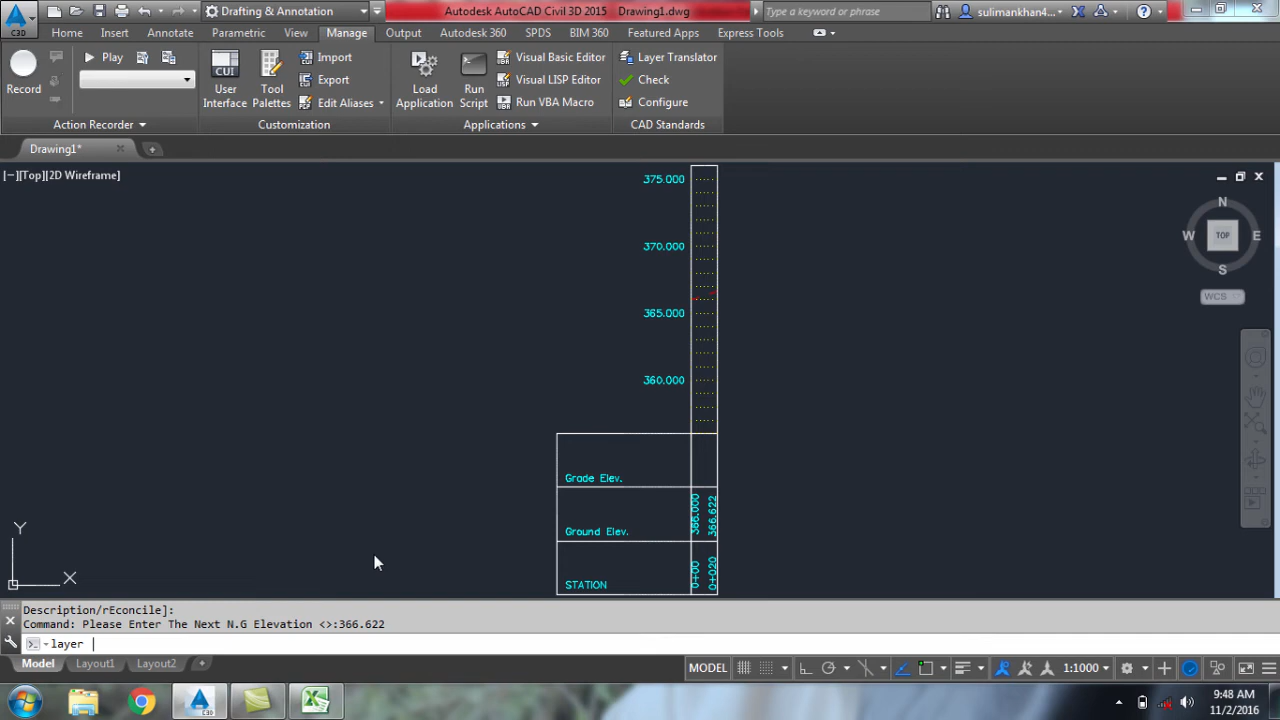 C3D
Drafting & Annotation
Autodesk AutoCAD Civil 3D 2015 Drawing1.dwg
Type a keyword or phrase
sulimankhan4...
Home Insert Annotate Parametric View Manage Output Autodesk 360 SPDS BIM 360 Featured Apps Express Tools
Record
Play
User Interface
Tool Palettes
Import
Export
Edit Aliases
Load Application
Run Script
Visual Basic Editor
Visual LISP Editor
Run VBA Macro
Layer Translator
Check
Configure
Action Recorder
Customization
Applications
CAD Standards
Drawing1*
[−][Top][2D Wireframe]
N
W
TOP
E
S
WCS
375.000
370.000
365.000
360.000
Grade Elev.
Ground Elev. 366.000 366.622
STATION 0+00 0+020
Y
X
Description/rEconcile]:
Command: Please Enter The Next N.G Elevation <>:366.622
layer
Model Layout1 Layout2
MODEL
1:1000
C3D
9:48 AM
11/2/2016